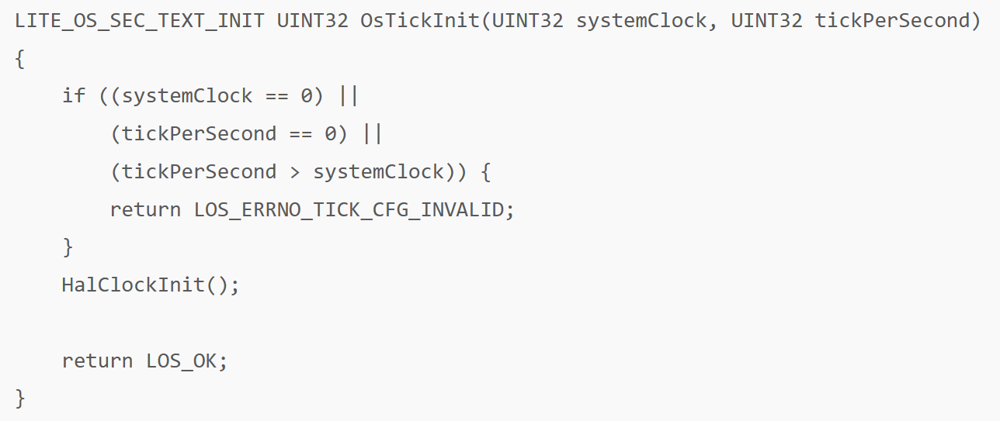 LITE_OS_SEC_TEXT_INIT UINT32 OsTickInit(UINT32 systemClock, UINT32 tickPerSecond)
{
    if ((systemClock == 0) ||
        (tickPerSecond == 0) ||
        (tickPerSecond > systemClock)) {
        return LOS_ERRNO_TICK_CFG_INVALID;
    }
    HalClockInit();

    return LOS_OK;
}